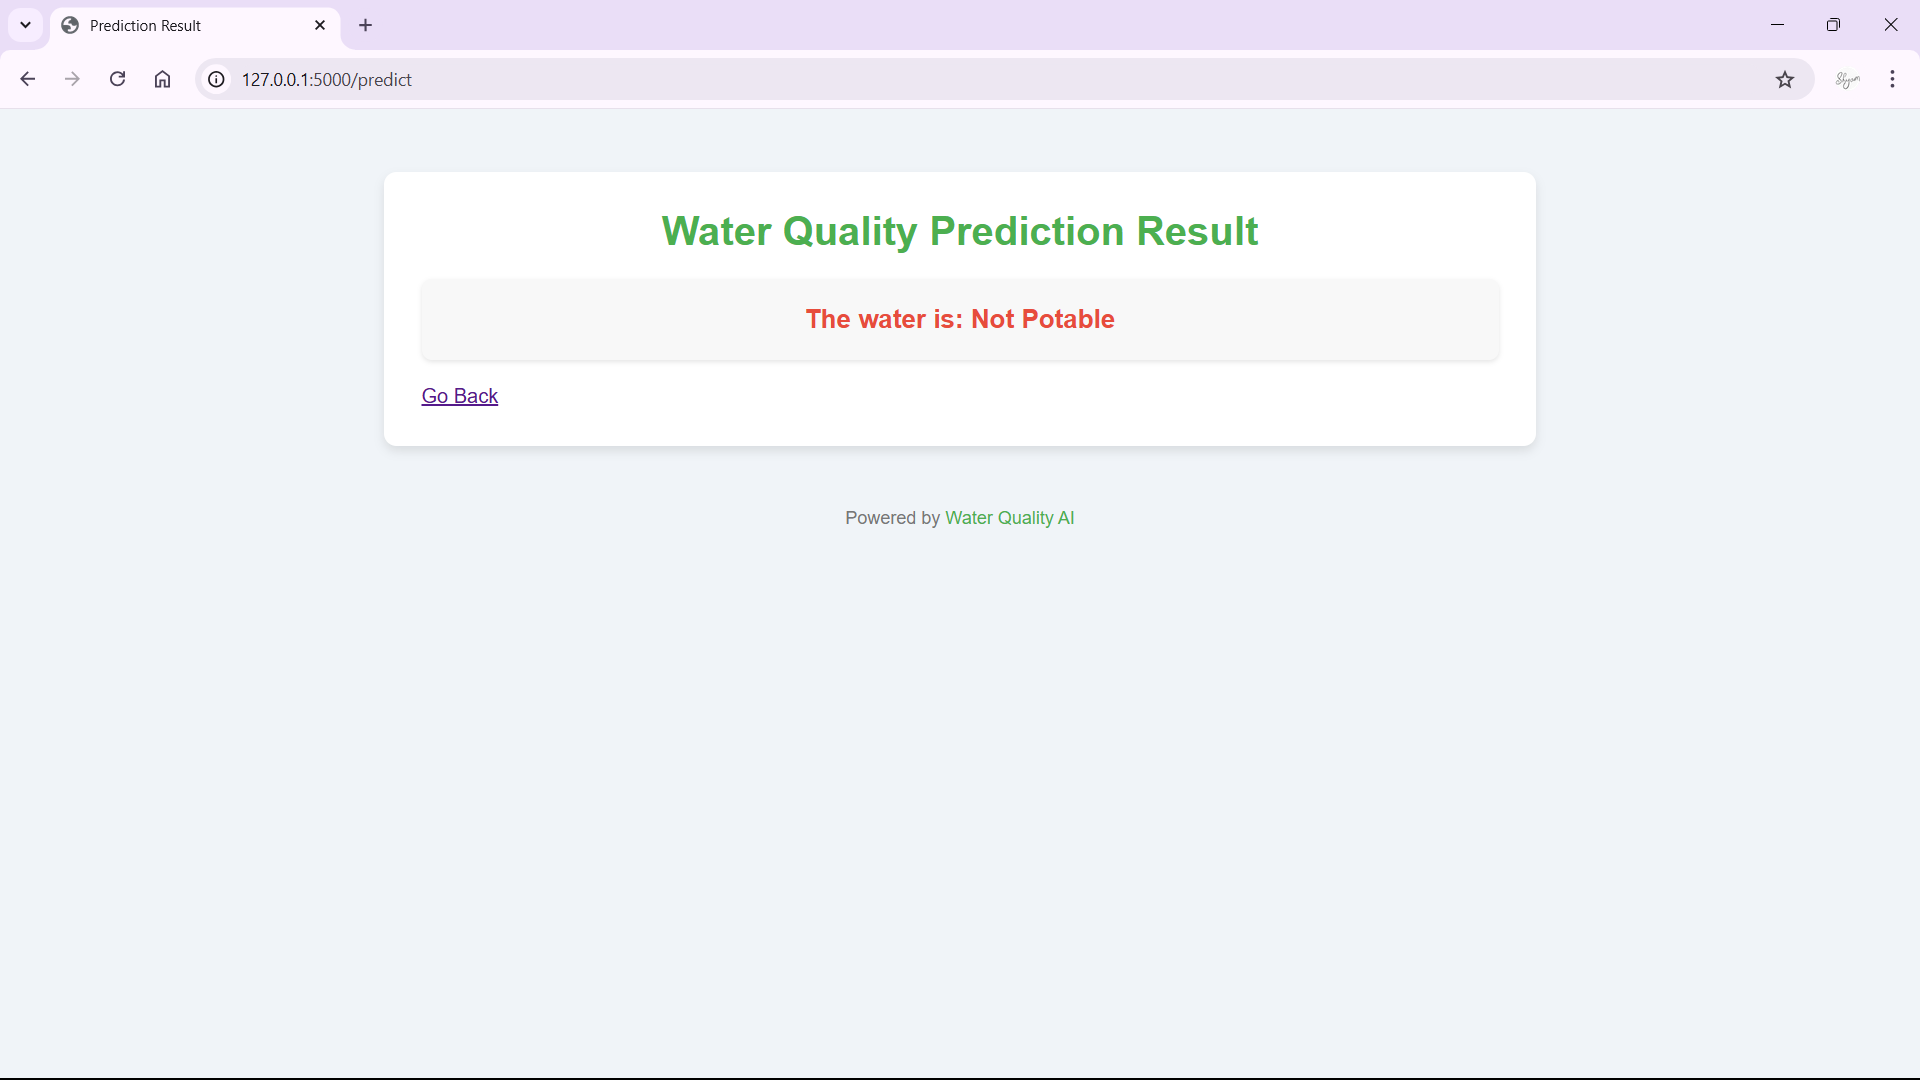 Prediction Result
127.0.0.1:5000/predict
Shyam
Water Quality Prediction Result
The water is: Not Potable
Go Back
Powered by Water Quality AI